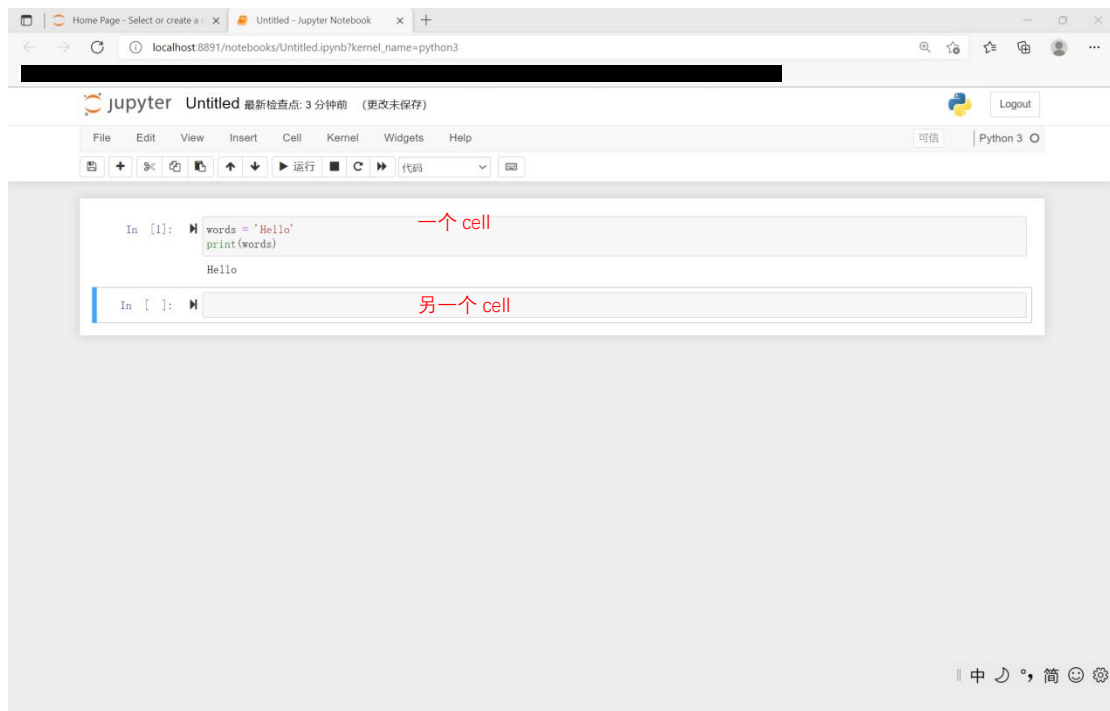 Home Page - Select or create a n
Untitled - Jupyter Notebook
localhost:8891/notebooks/Untitled.ipynb?kernel_name=python3
jupyter Untitled 最新检查点: 3 分钟前 (更改未保存)
Logout
File Edit View Insert Cell Kernel Widgets Help
可信 Python 3
运行 代码
一个 cell
In [1]: words = 'Hello'
print(words)
Hello
In [ ]: 另一个 cell
中 简